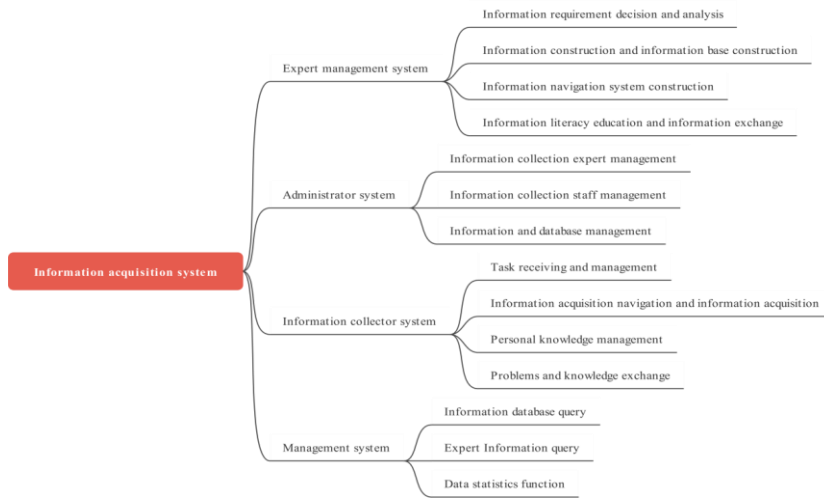 Information acquisition system
Expert management system
Information requirement decision and analysis
Information construction and information base construction
Information navigation system construction
Information literacy education and information exchange
Administrator system
Information collection expert management
Information collection staff management
Information and database management
Information collector system
Task receiving and management
Information acquisition navigation and information acquisition
Personal knowledge management
Problems and knowledge exchange
Management system
Information database query
Expert Information query
Data statistics function